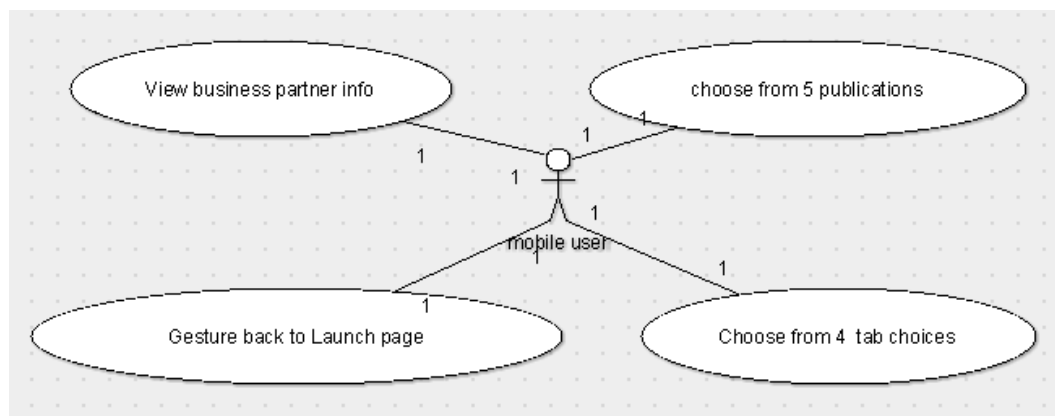 View business partner info
choose from 5 publications
1
1
1
1
1
mobile user
1
1
1
Gesture back to Launch page
Choose from 4 tab choices